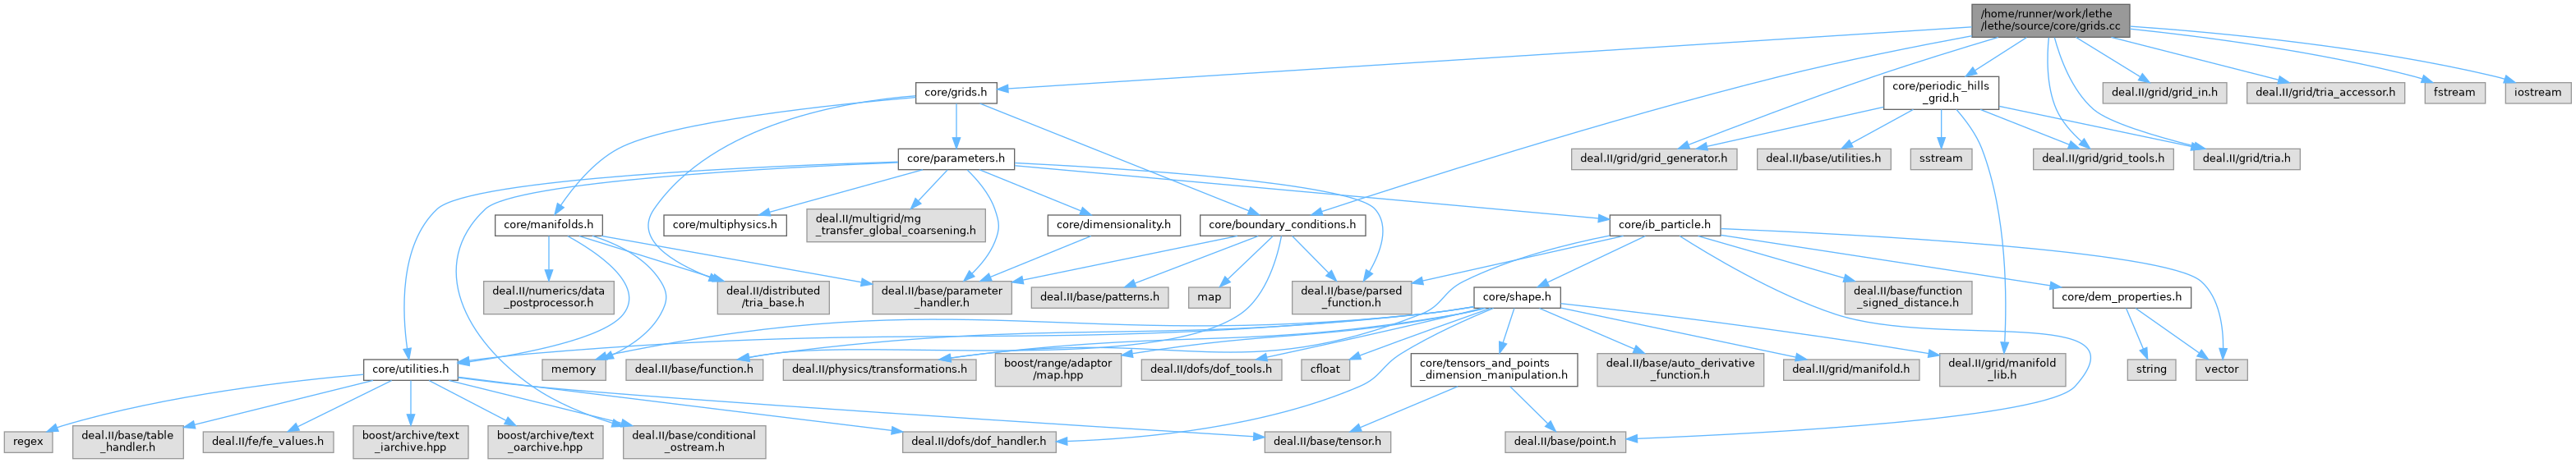 /home/runner/work/lethe
/lethe/source/core/grids.cc
core/grids.h
core/periodic_hills
_grid.h
deal.II/grid/grid_in.h
deal.II/grid/tria_accessor.h
fstream
iostream
core/parameters.h
deal.II/grid/grid_generator.h
deal.II/base/utilities.h
sstream
deal.II/grid/grid_tools.h
deal.II/grid/tria.h
core/manifolds.h
core/multiphysics.h
deal.II/multigrid/mg
_transfer_global_coarsening.h
core/dimensionality.h
core/boundary_conditions.h
core/ib_particle.h
deal.II/numerics/data
_postprocessor.h
deal.II/distributed
/tria_base.h
deal.II/base/parameter
_handler.h
deal.II/base/patterns.h
map
deal.II/base/parsed
_function.h
core/shape.h
deal.II/base/function
_signed_distance.h
core/dem_properties.h
core/utilities.h
memory
deal.II/base/function.h
deal.II/physics/transformations.h
boost/range/adaptor
/map.hpp
deal.II/dofs/dof_tools.h
cfloat
core/tensors_and_points
_dimension_manipulation.h
deal.II/base/auto_derivative
_function.h
deal.II/grid/manifold.h
deal.II/grid/manifold
_lib.h
string
vector
regex
deal.II/base/table
_handler.h
deal.II/fe/fe_values.h
boost/archive/text
_iarchive.hpp
boost/archive/text
_oarchive.hpp
deal.II/base/conditional
_ostream.h
deal.II/dofs/dof_handler.h
deal.II/base/tensor.h
deal.II/base/point.h